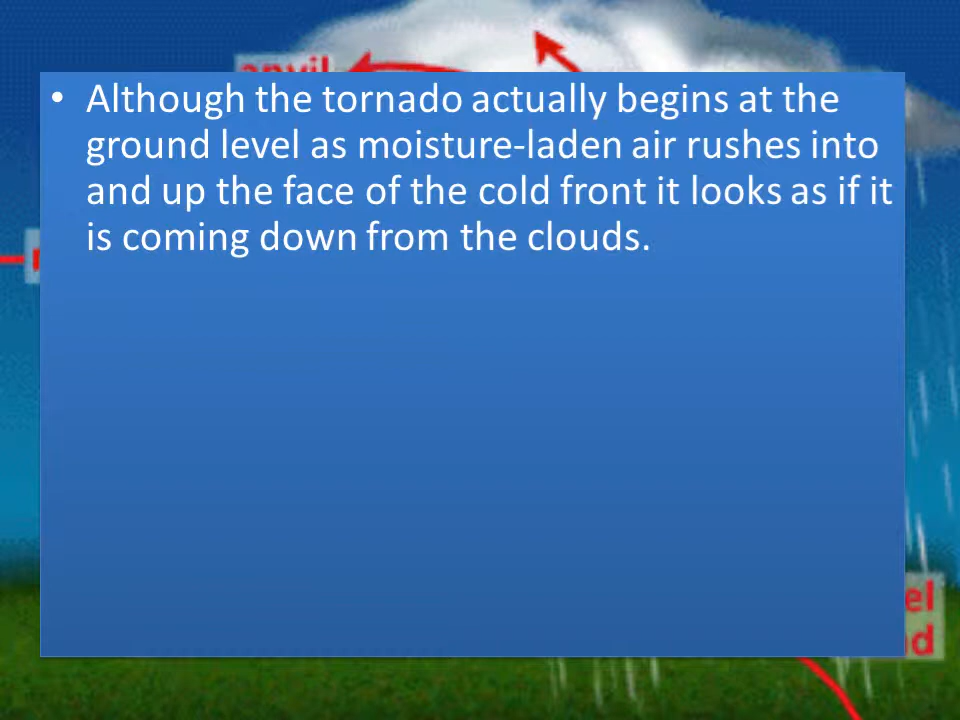 anvil
• Although the tornado actually begins at the
ground level as moisture-laden air rushes into
and up the face of the cold front it looks as if it
is coming down from the clouds.